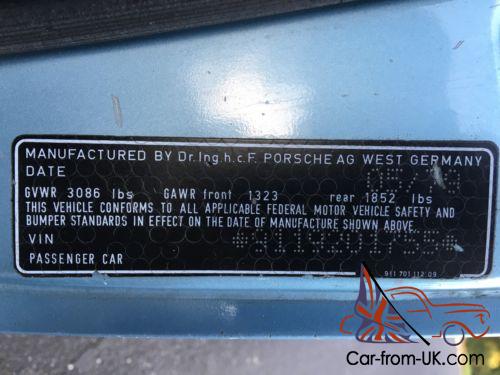 MANUFACTURED BY Dr.Ing.h.c.F. PORSCHE AG WEST GERMANY
DATE 05/79
GVWR 3086 lbs GAWR front 1323 rear 1852 lbs
THIS VEHICLE CONFORMS TO ALL APPLICABLE FEDERAL MOTOR VEHICLE SAFETY AND
BUMPER STANDARDS IN EFFECT ON THE DATE OF MANUFACTURE SHOWN ABOVE.
VIN
PASSENGER CAR
911 701 112 09
Car-from-UK.com